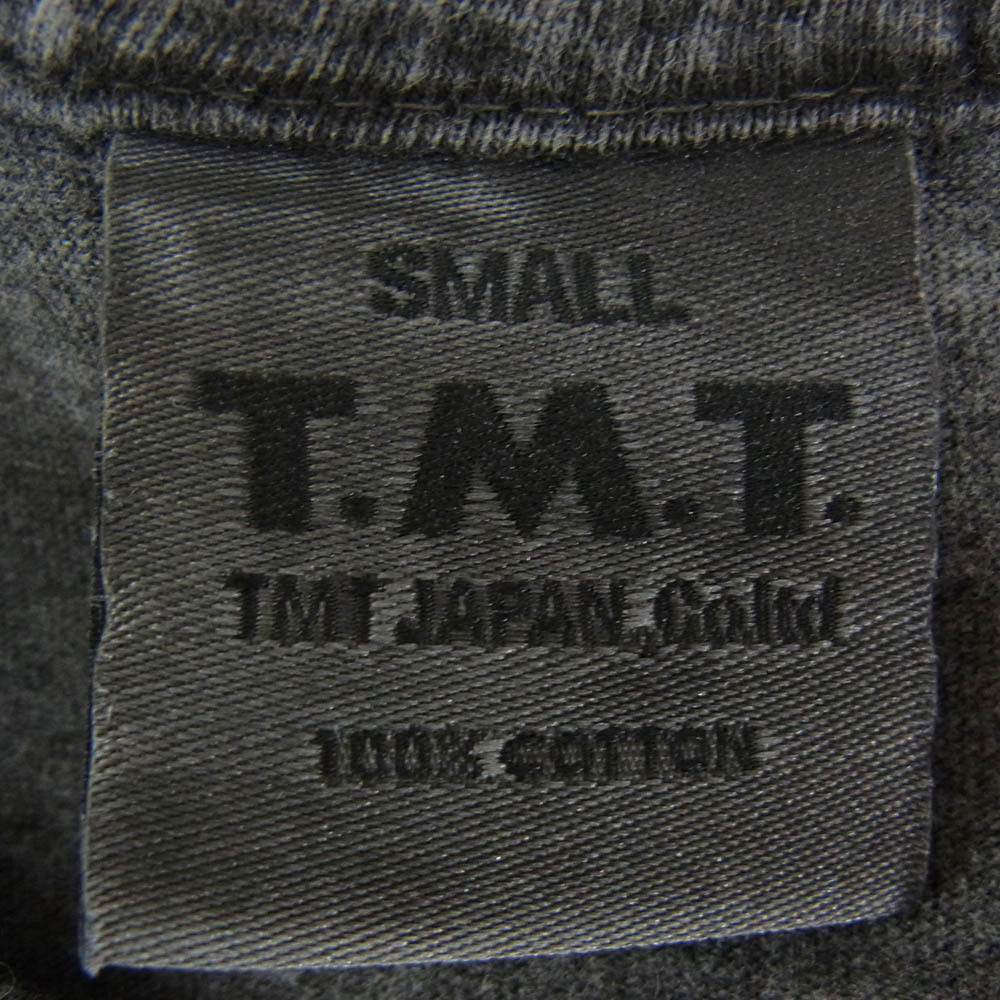 SMALL
T.M.T.
TMT JAPAN,Co.ltd
100% COTTON